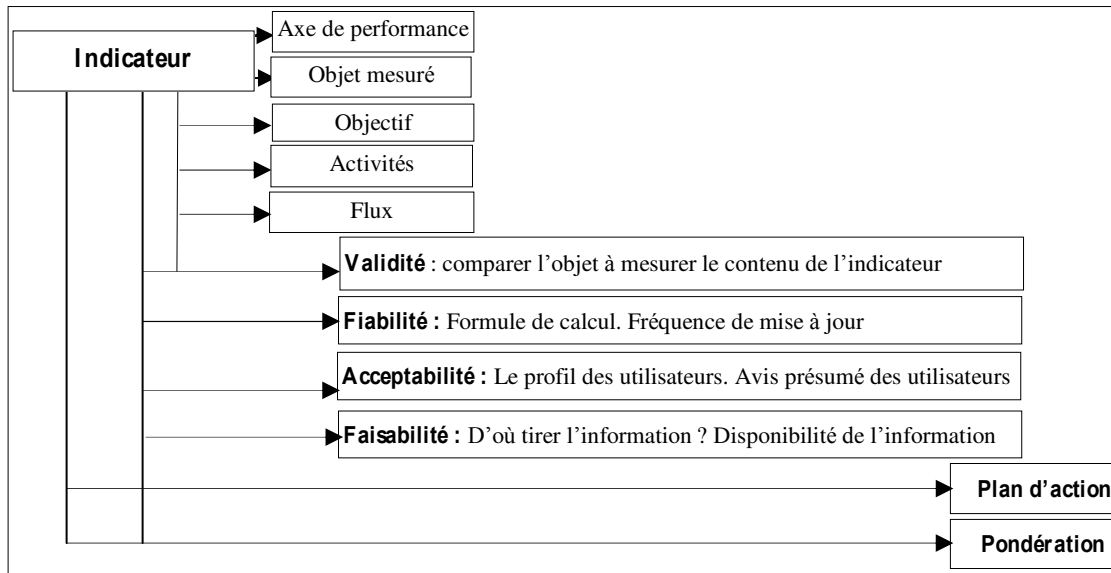 Axe de performance
Indicateur
Objet mesuré
Objectif
Activités
Flux
Validité : comparer l’objet à mesurer le contenu de l’indicateur
Fiabilité : Formule de calcul. Fréquence de mise à jour
Acceptabilité : Le profil des utilisateurs. Avis présumé des utilisateurs
Faisabilité : D’où tirer l’information ? Disponibilité de l’information
Plan d’action
Pondération